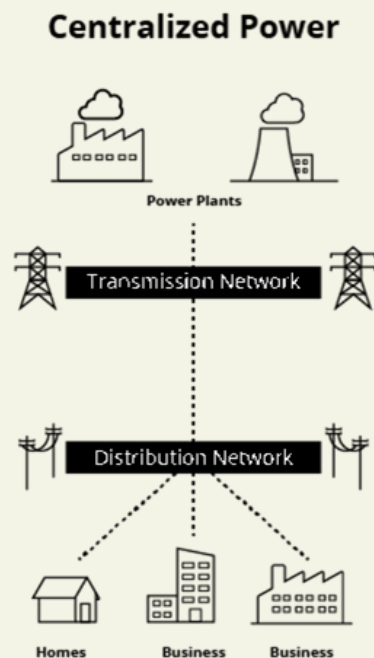 Centralized Power
Power Plants
Transmission Network
Distribution Network
Homes Business Business